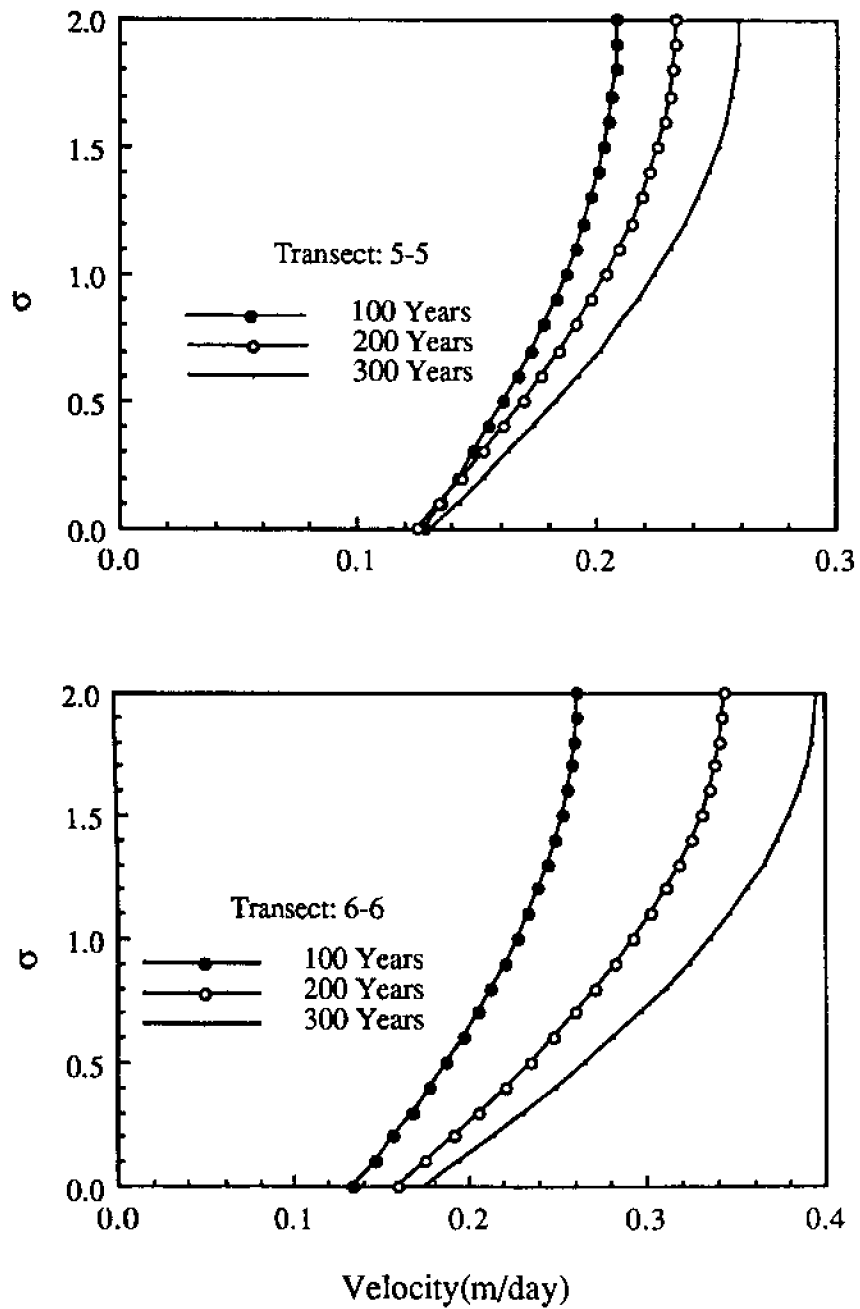 2.0
1.5
1.0
0.5
0.0
σ
Transect: 5-5
100 Years
200 Years
300 Years
0.0 0.1 0.2 0.3
2.0
1.5
1.0
0.5
0.0
σ
Transect: 6-6
100 Years
200 Years
300 Years
0.0 0.1 0.2 0.3 0.4
Velocity(m/day)